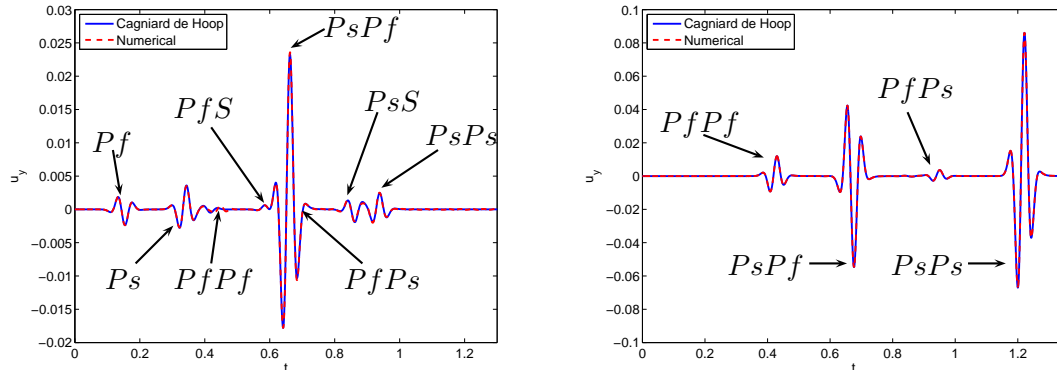 0.03
0.025
0.02
0.015
0.01
0.005
0
−0.005
−0.01
−0.015
−0.02
u_y
Cagniard de Hoop
Numerical
PsPf
PfS
PsS
Pf
PsPs
Ps
PfPf
PfPs
0 0.2 0.4 0.6 0.8 1 1.2
t
0.1
0.08
0.06
0.04
0.02
0
−0.02
−0.04
−0.06
−0.08
−0.1
u_y
Cagniard de Hoop
Numerical
PfPs
PfPf
PsPf
PsPs
0 0.2 0.4 0.6 0.8 1 1.2
t